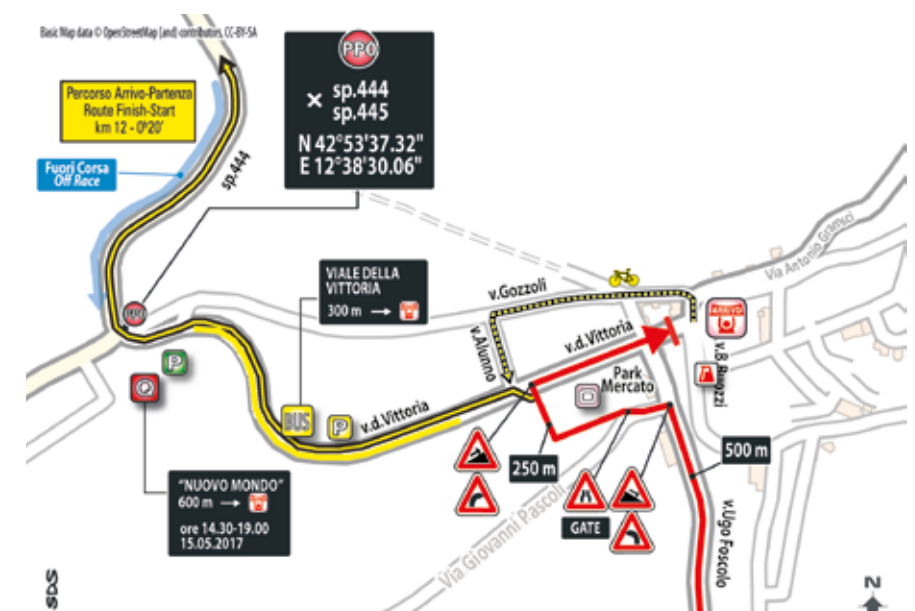 Basic Map data © OpenStreetMap (and) contributors, CC-BY-SA
PPO
× sp.444
sp.445
N 42°53'37.32"
E 12°38'30.06"
Percorso Arrivo-Partenza
Route Finish-Start
km 12 - 0h20'
Fuori Corsa
Off Race
sp.444
Via Antonio Gramsci
VIALE DELLA
VITTORIA
300 m →
v.Gozzoli
PPO
ARRIVO
v.Alunno
v.d.Vittoria
v.B.Buozzi
Park
Mercato
P
Q
BUS
P
v.d.Vittoria
250 m
500 m
"NUOVO MONDO"
600 m →
ore 14.30-19.00
15.05.2017
GATE
Via Giovanni Pascoli
v.Ugo Foscolo
SDS
N